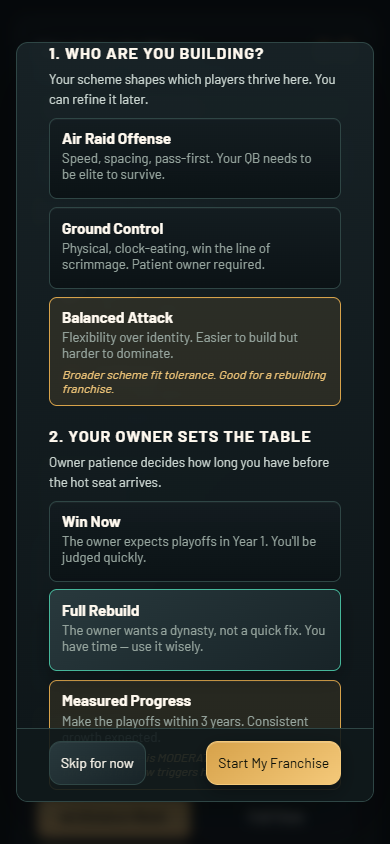 1. WHO ARE YOU BUILDING?
Your scheme shapes which players thrive here. You
can refine it later.
Air Raid Offense
Speed, spacing, pass-first. Your QB needs to
be elite to survive.
Ground Control
Physical, clock-eating, win the line of
scrimmage. Patient owner required.
Balanced Attack
Flexibility over identity. Easier to build but
harder to dominate.
Broader scheme fit tolerance. Good for a rebuilding
franchise.
2. YOUR OWNER SETS THE TABLE
Owner patience decides how long you have before
the hot seat arrives.
Win Now
The owner expects playoffs in Year 1. You'll be
judged quickly.
Full Rebuild
The owner wants a dynasty, not a quick fix. You
have time — use it wisely.
Measured Progress
Make the playoffs within 3 years. Consistent
growth expected.
Skip for now
Start My Franchise